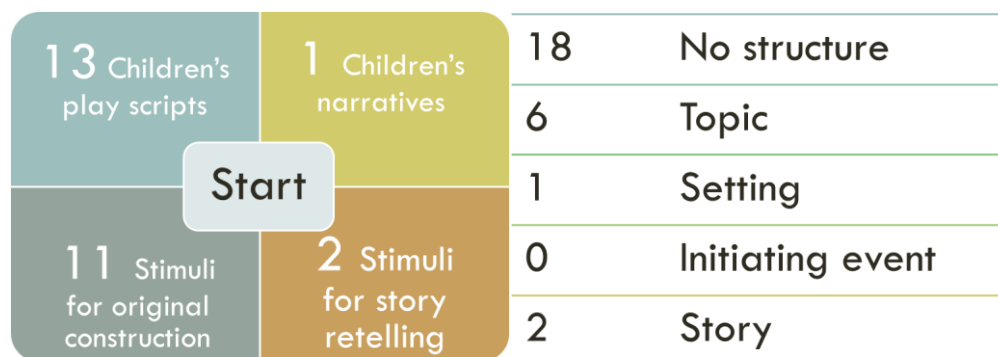 13 Children's
play scripts
1 Children's
narratives
Start
11 Stimuli
for original
construction
2 Stimuli
for story
retelling
18 No structure
6 Topic
1 Setting
0 Initiating event
2 Story